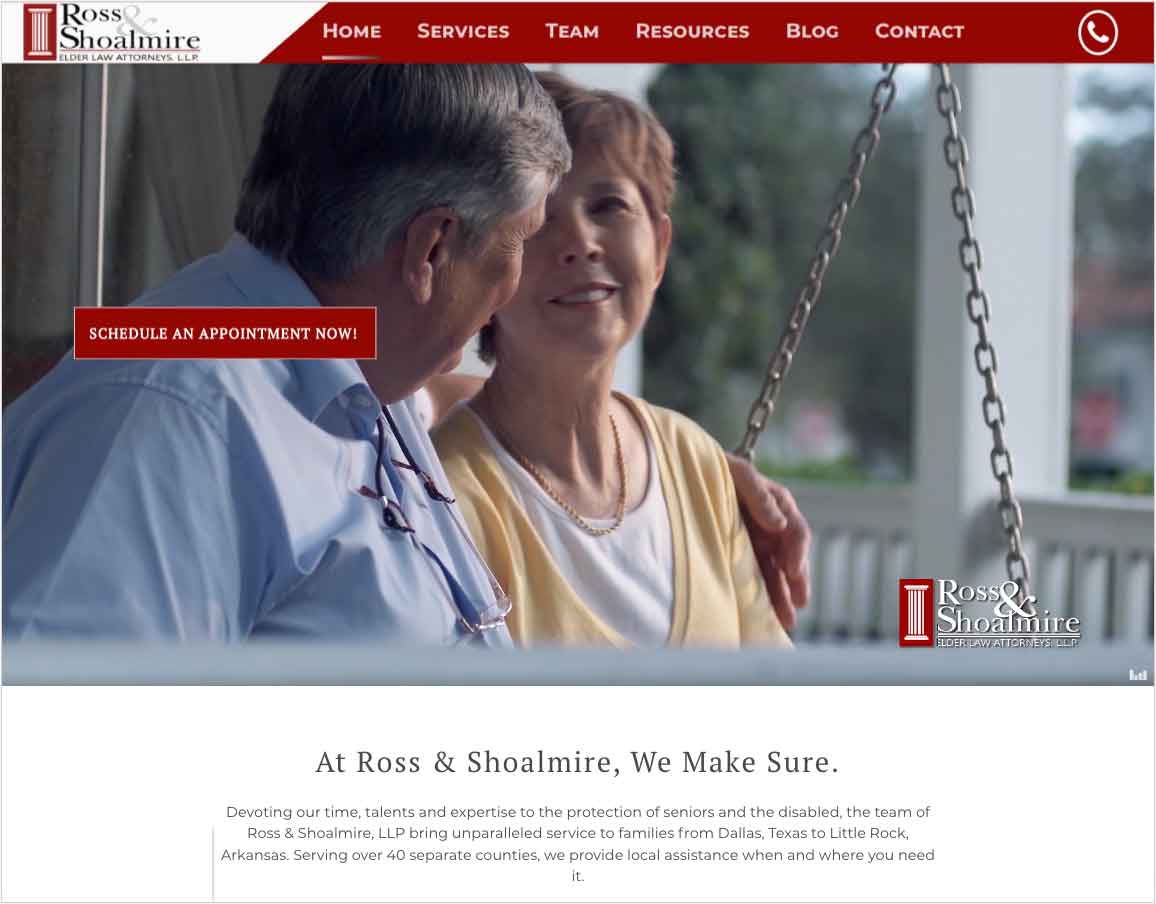 Ross &
Shoalmire
ELDER LAW ATTORNEYS, L.L.P.
HOME SERVICES TEAM RESOURCES BLOG CONTACT
SCHEDULE AN APPOINTMENT NOW!
Ross &
Shoalmire
ELDER LAW ATTORNEYS, L.L.P.
At Ross & Shoalmire, We Make Sure.
Devoting our time, talents and expertise to the protection of seniors and the disabled, the team of
Ross & Shoalmire, LLP bring unparalleled service to families from Dallas, Texas to Little Rock,
Arkansas. Serving over 40 separate counties, we provide local assistance when and where you need
it.